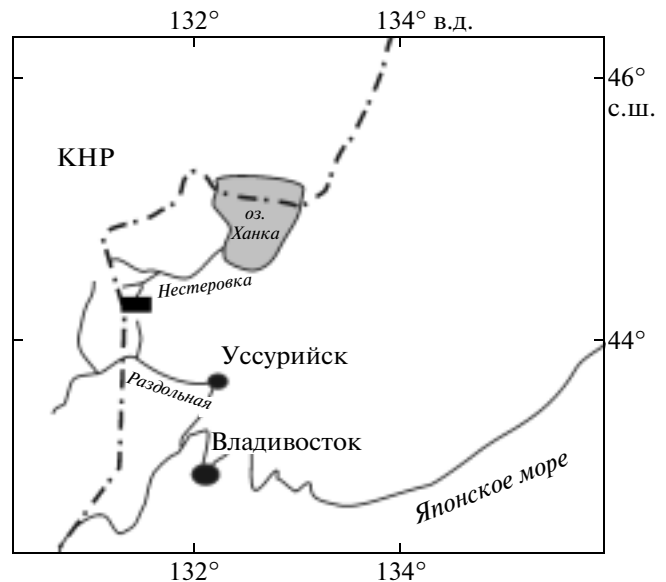 132° 134° в.д.
46°
с.ш.
КНР
оз.
Ханка
Нестеровка
44°
Уссурийск
Раздольная
Владивосток
Японское море
132° 134°